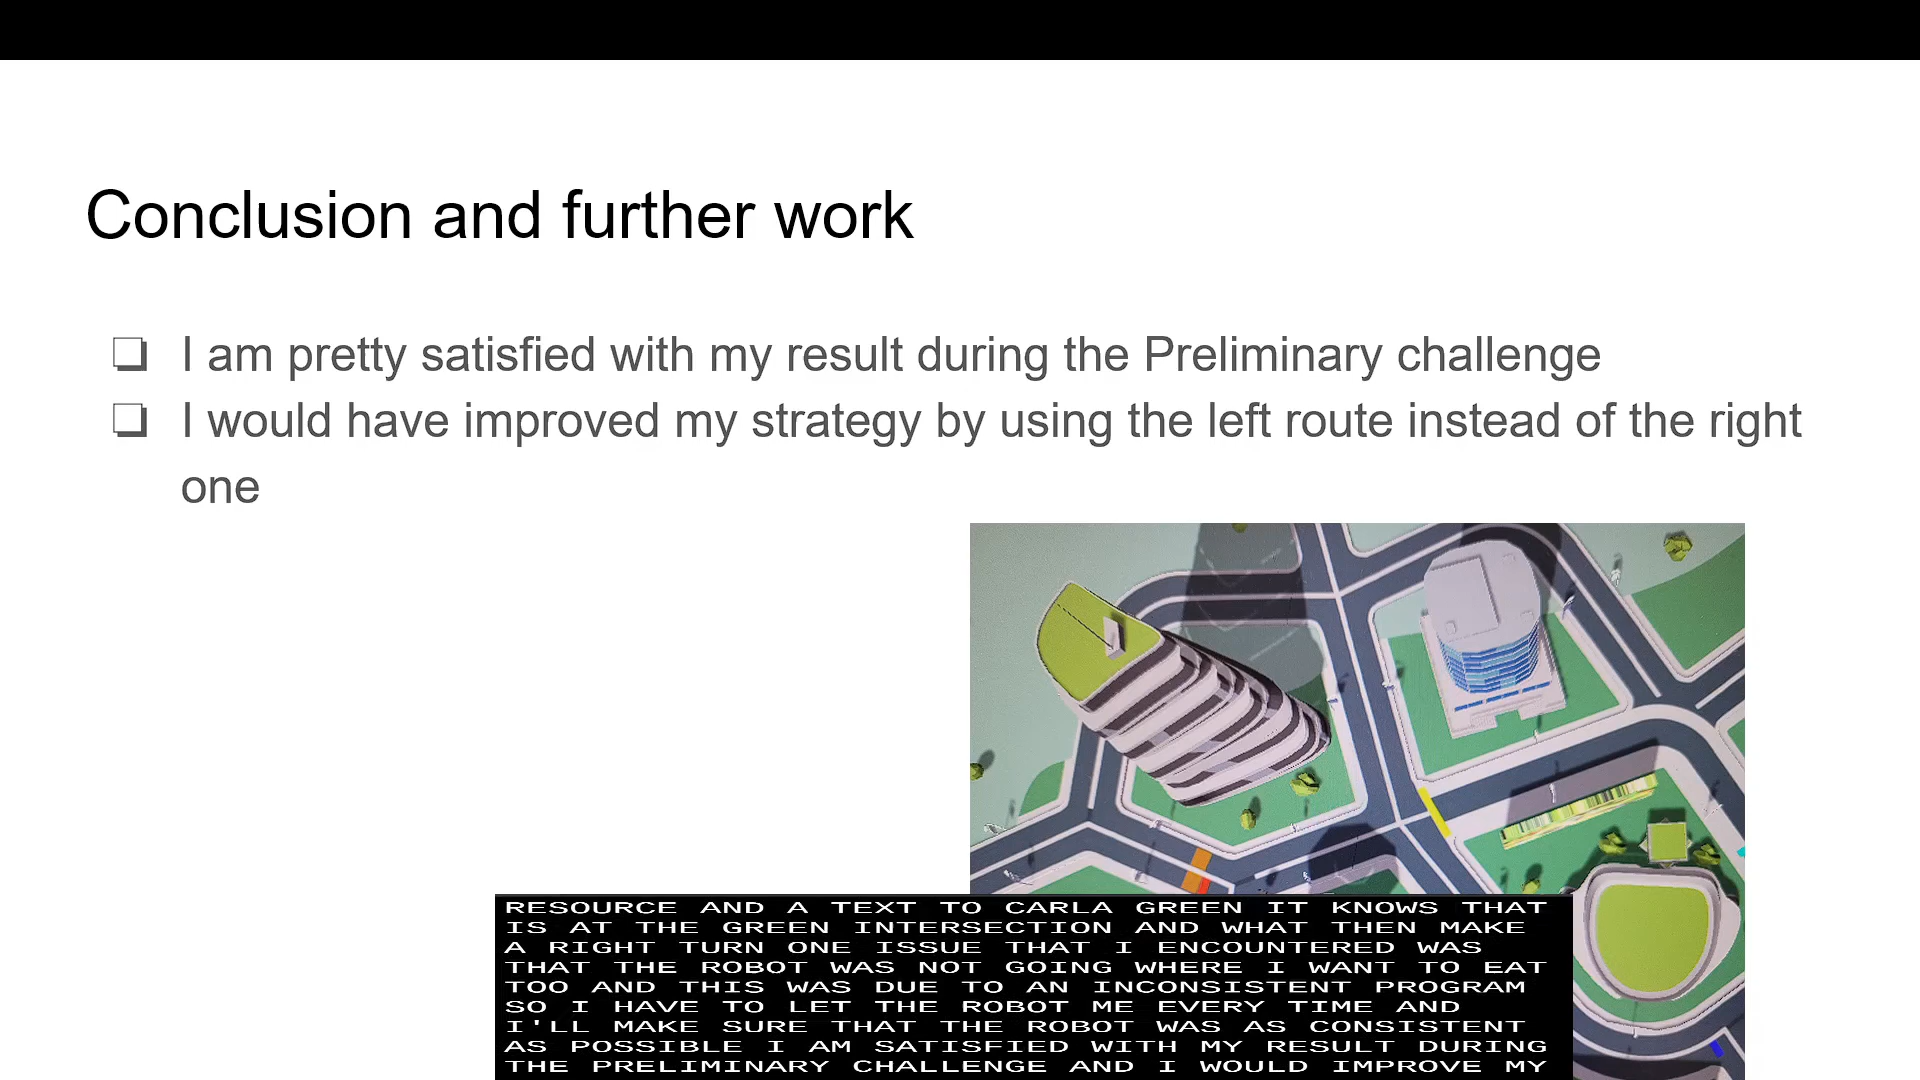 Conclusion and further work
❏ I am pretty satisfied with my result during the Preliminary challenge
❏ I would have improved my strategy by using the left route instead of the right
one
RESOURCE AND A TEXT TO CARLA GREEN IT KNOWS THAT
IS AT THE GREEN INTERSECTION AND WHAT THEN MAKE
A RIGHT TURN ONE ISSUE THAT I ENCOUNTERED WAS
THAT THE ROBOT WAS NOT GOING WHERE I WANT TO EAT
TOO AND THIS WAS DUE TO AN INCONSISTENT PROGRAM
SO I HAVE TO LET THE ROBOT ME EVERY TIME AND
I'LL MAKE SURE THAT THE ROBOT WAS AS CONSISTENT
AS POSSIBLE I AM SATISFIED WITH MY RESULT DURING
THE PRELIMINARY CHALLENGE AND I WOULD IMPROVE MY